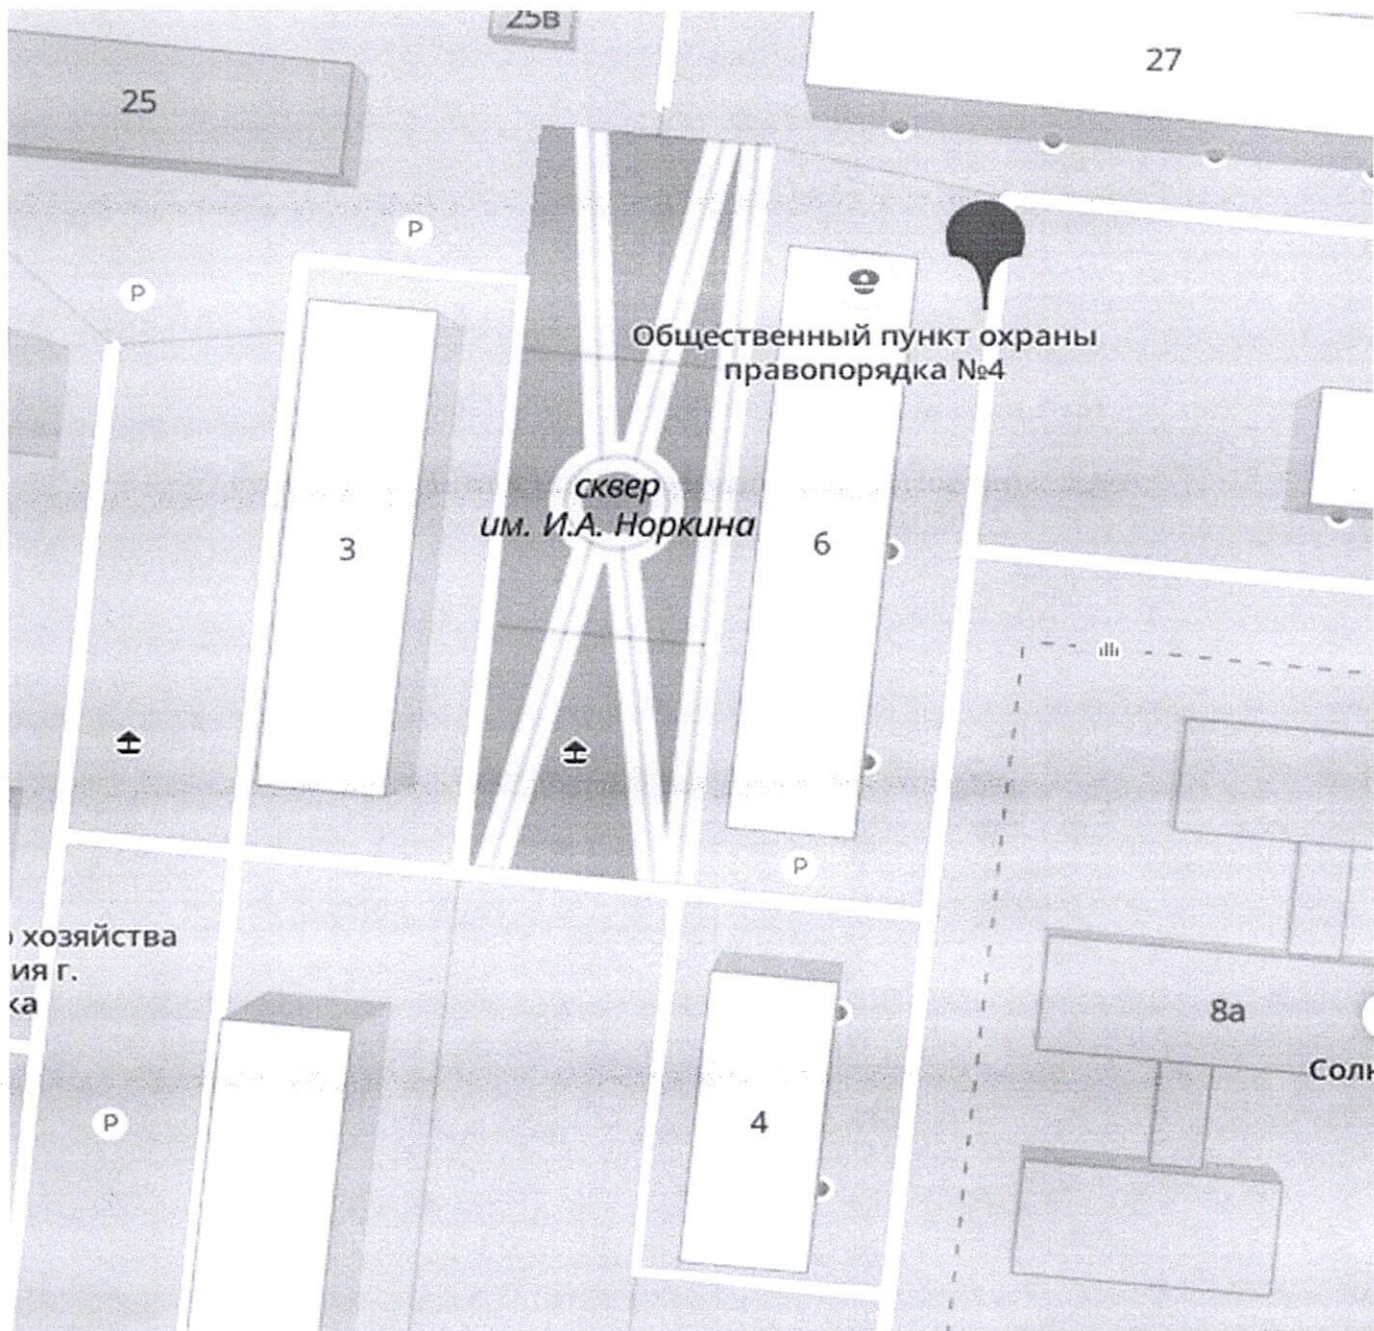 25в
27
25
P
P
Общественный пункт охраны
правопорядка №4
сквер
им. И.А. Норкина
3
6
P
хозяйства
ия г.
ка
8а
Солн
4
P